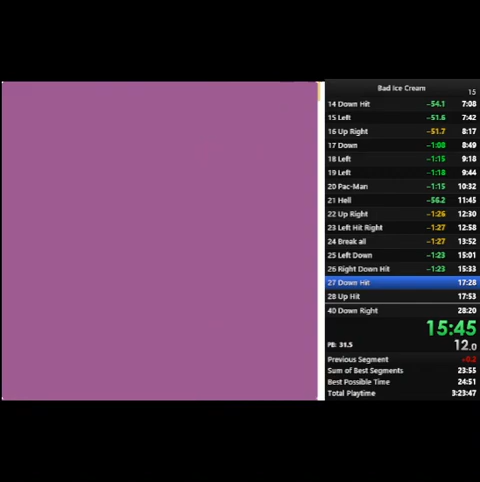 Bad Ice Cream
15
14 Down Hit -54.1 7:08
15 Left -51.6 7:42
16 Up Right -51.7 8:17
17 Down -1:08 8:49
18 Left -1:15 9:18
19 Left -1:18 9:44
20 Pac-Man -1:15 10:32
21 Hell -56.2 11:45
22 Up Right -1:26 12:30
23 Left Hit Right -1:27 12:58
24 Break all -1:27 13:52
25 Left Down -1:23 15:01
26 Right Down Hit -1:23 15:33
27 Down Hit 17:28
28 Up Hit 17:53
40 Down Right 28:20
15:45
PB: 31.5 12.0
Previous Segment +0.2
Sum of Best Segments 23:55
Best Possible Time 24:51
Total Playtime 3:23:47